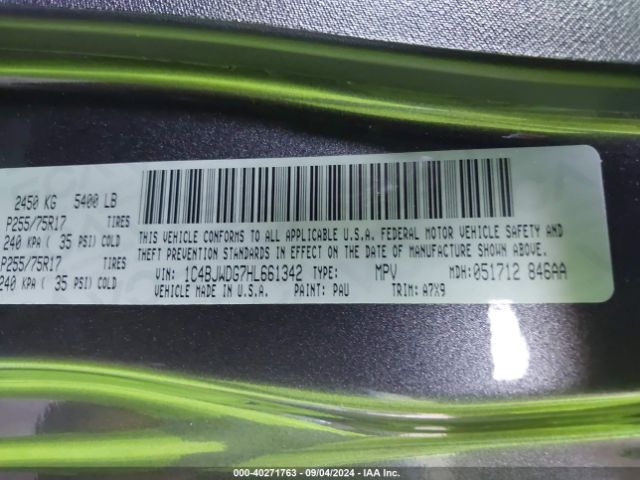 2450 KG 5400 LB
P255/75R17 TIRES
240 KPA ( 35 PSI) COLD
P255/75R17 TIRES
240 KPA ( 35 PSI) COLD
THIS VEHICLE CONFORMS TO ALL APPLICABLE U.S.A. FEDERAL MOTOR VEHICLE SAFETY AND
THEFT PREVENTION STANDARDS IN EFFECT ON THE DATE OF MANUFACTURE SHOWN ABOVE.
VIN: 1C4BJWDG7HL661342 TYPE: MPV MDH: 051712 846AA
VEHICLE MADE IN U.S.A. PAINT: PAU TRIM: A7X9
000-40271763 - 09/04/2024 - IAA Inc.